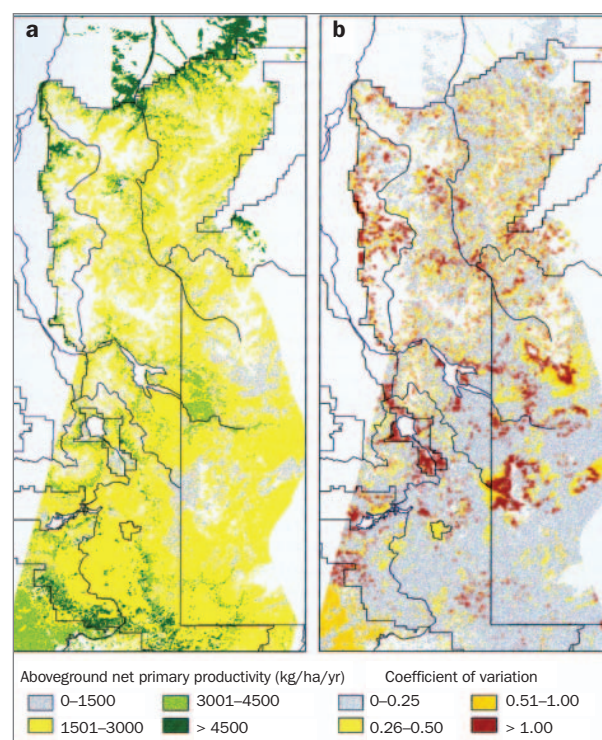 a
b
Aboveground net primary productivity (kg/ha/yr)
0–1500
3001–4500
1501–3000
> 4500
Coefficient of variation
0–0.25
0.51–1.00
0.26–0.50
> 1.00